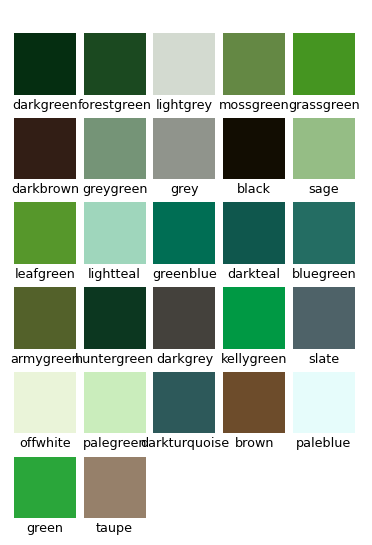 darkgreen forestgreen lightgrey mossgreen grassgreen
darkbrown greygreen grey black sage
leafgreen lightteal greenblue darkteal bluegreen
armygreen huntergreen darkgrey kellygreen slate
offwhite palegreen darkturquoise brown paleblue
green taupe